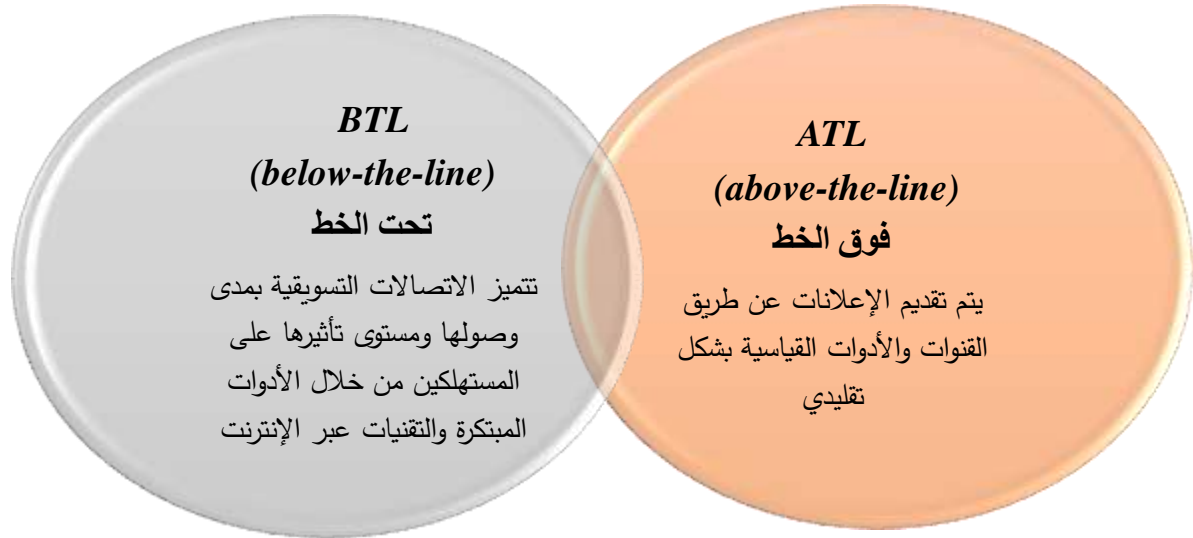 BTL
(below-the-line)
تحت الخط
تتميز الاتصالات التسويقية بمدى
وصولها ومستوى تأثيرها على
المستهلكين من خلال الأدوات
المبتكرة والتقنيات عبر الإنترنت
ATL
(above-the-line)
فوق الخط
يتم تقديم الإعلانات عن طريق
القنوات والأدوات القياسية بشكل
تقليدي